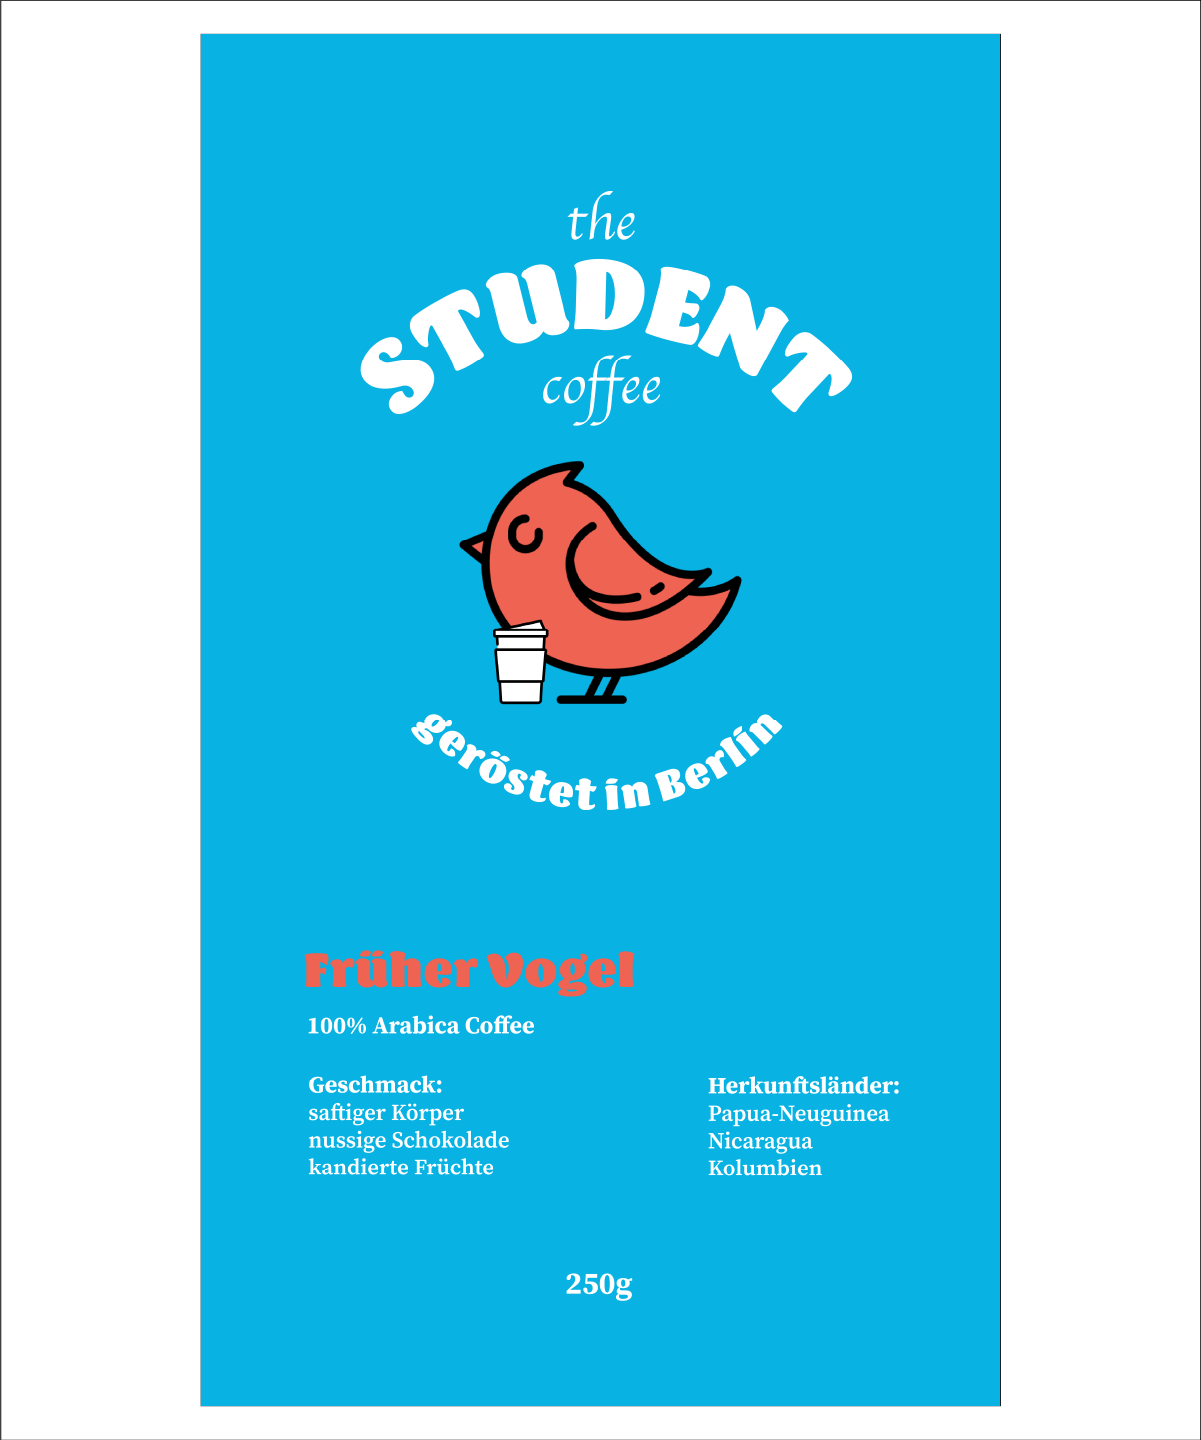 the
STUDENT
coffee
geröstet in Berlin
Früher Vogel
100% Arabica Coffee
Geschmack:
saftiger Körper
nussige Schokolade
kandierte Früchte
Herkunftsländer:
Papua-Neuguinea
Nicaragua
Kolumbien
250g